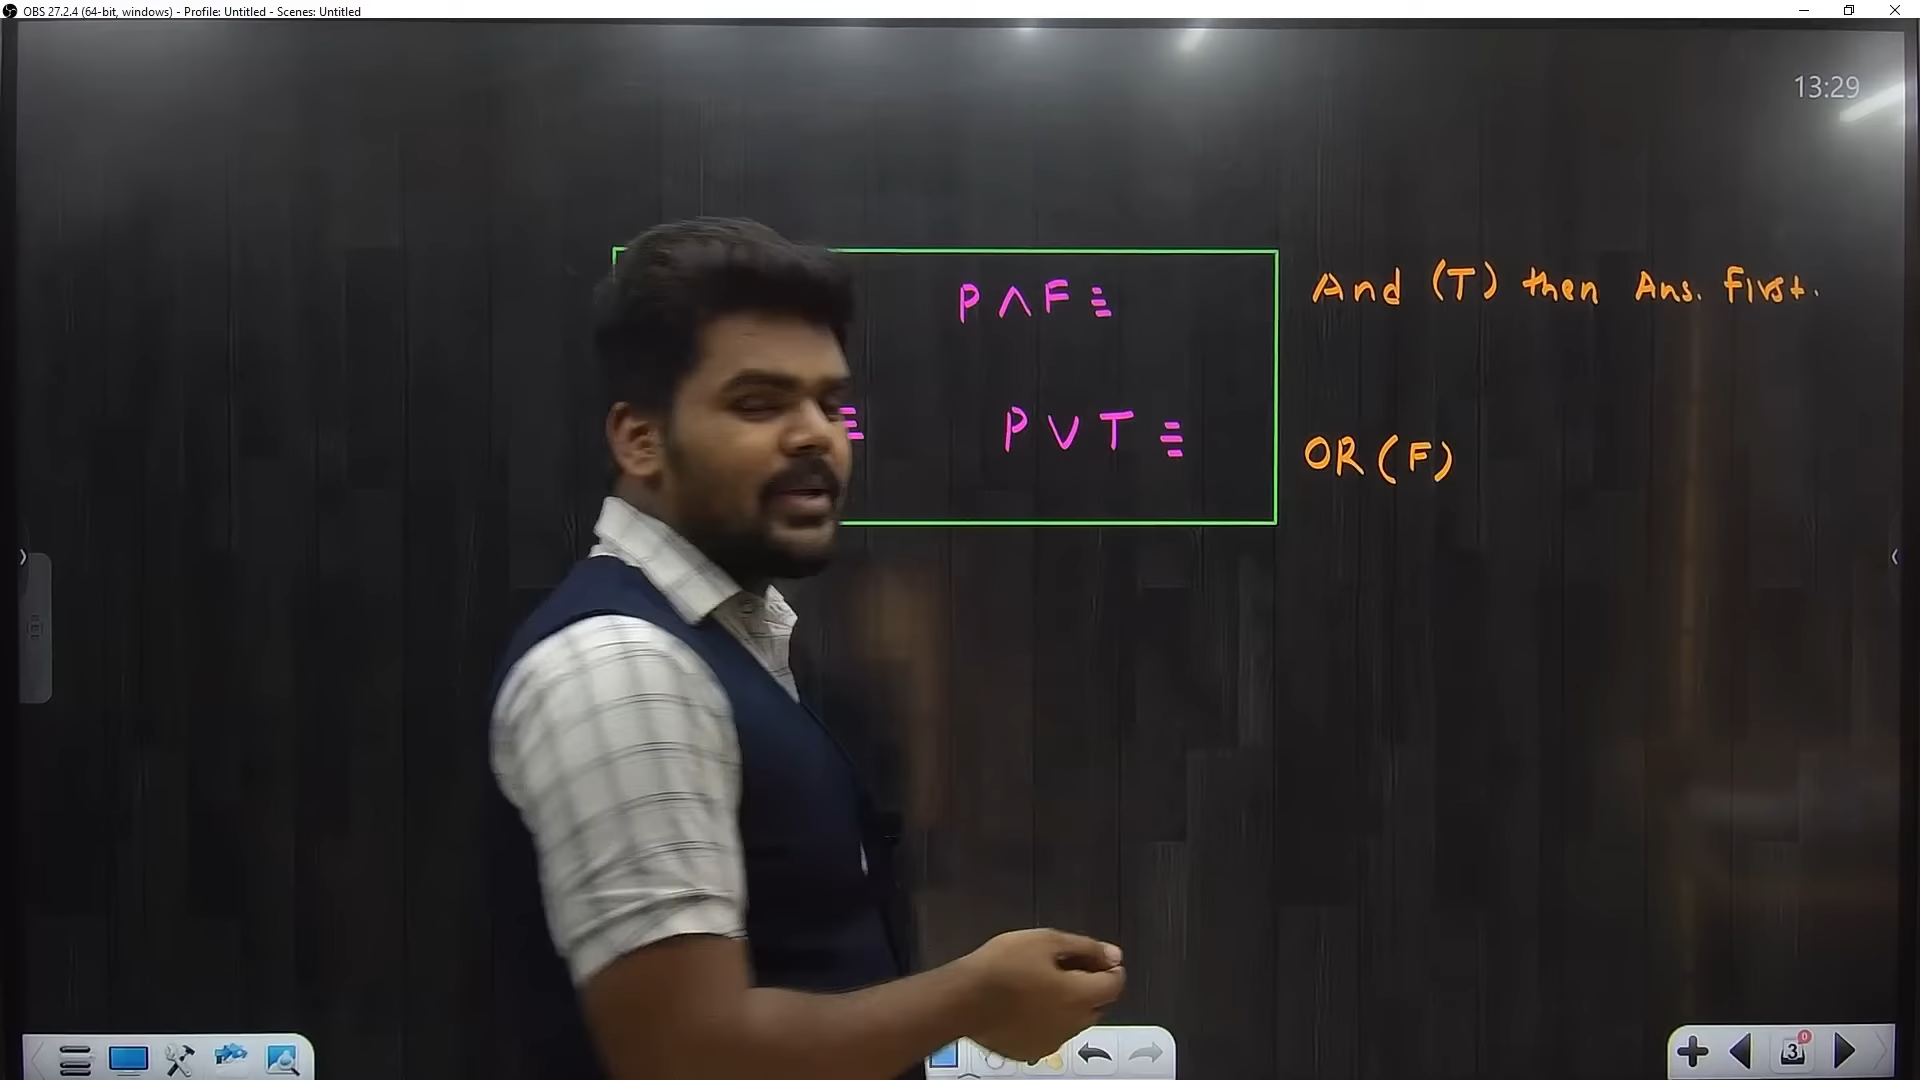 OBS 27.2.4 (64-bit, windows) - Profile: Untitled - Scenes: Untitled
13:29
P ∧ F ≡
And (T) then Ans. First.
≡ P ∨ T ≡
OR (F)
3
0